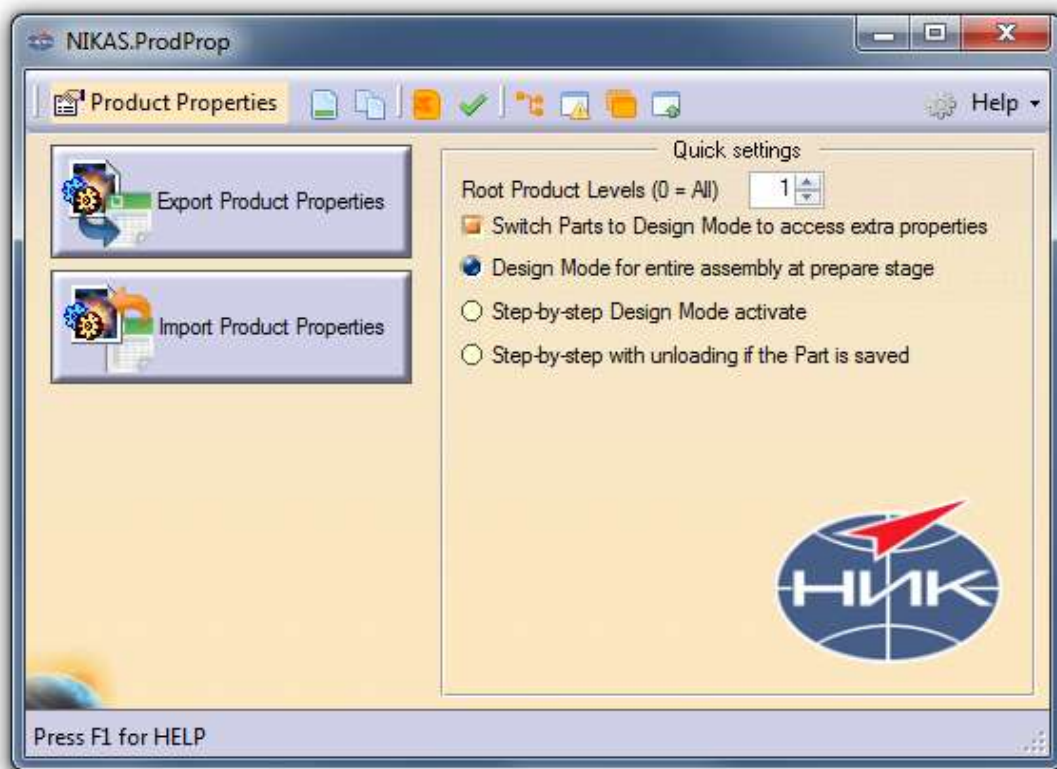 NIKAS.ProdProp
Product Properties
Help
Export Product Properties
Import Product Properties
Quick settings
Root Product Levels (0 = All) 1
Switch Parts to Design Mode to access extra properties
Design Mode for entire assembly at prepare stage
Step-by-step Design Mode activate
Step-by-step with unloading if the Part is saved
НИК
Press F1 for HELP